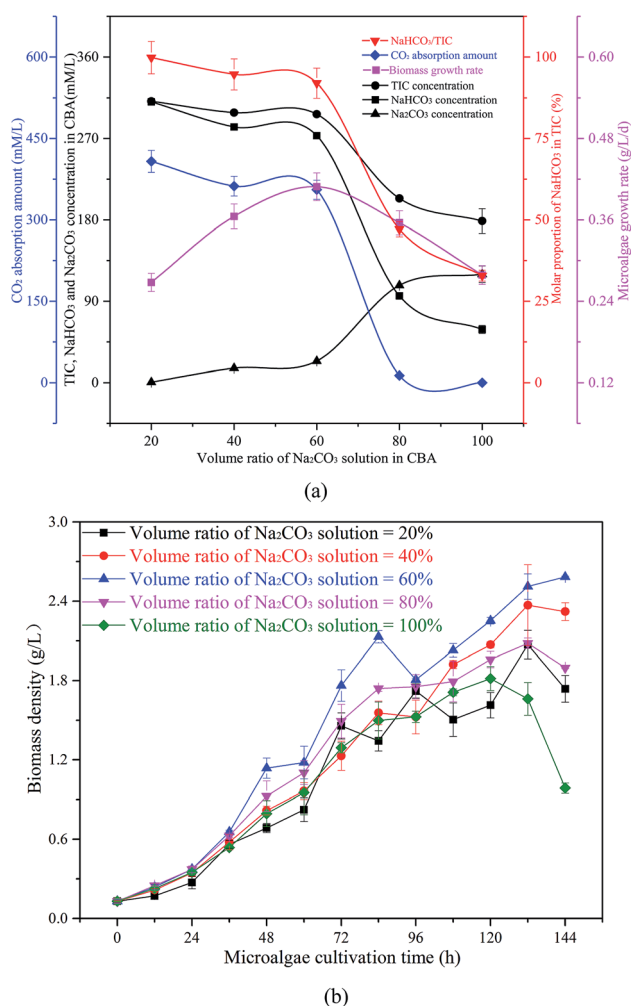 CO₂ absorption amount (mM/L)
600
450
300
150
0
TIC, NaHCO₃ and Na₂CO₃ concentration in CBA(mM/L)
360
270
180
90
0
NaHCO₃/TIC
CO₂ absorption amount
Biomass growth rate
TIC concentration
NaHCO₃ concentration
Na₂CO₃ concentration
100
75
50
25
0
Molar proportion of NaHCO₃ in TIC (%)
0.60
0.48
0.36
0.24
0.12
Microalgae growth rate (g/L/d)
20 40 60 80 100
Volume ratio of Na₂CO₃ solution in CBA
(a)
Biomass density (g/L)
3.0
2.4
1.8
1.2
0.6
0.0
Volume ratio of Na₂CO₃ solution = 20%
Volume ratio of Na₂CO₃ solution = 40%
Volume ratio of Na₂CO₃ solution = 60%
Volume ratio of Na₂CO₃ solution = 80%
Volume ratio of Na₂CO₃ solution = 100%
0 24 48 72 96 120 144
Microalgae cultivation time (h)
(b)